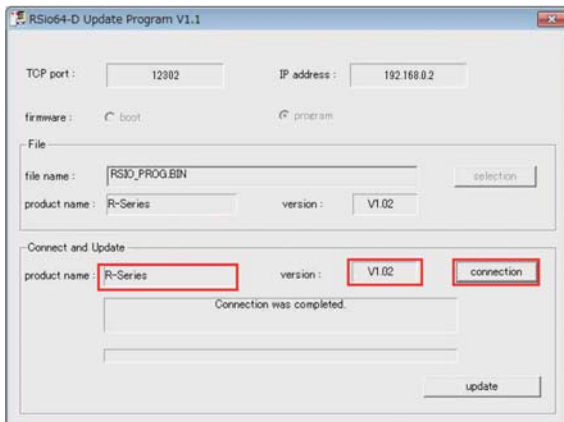 RSio64-D Update Program V1.1
TCP port : 12302 IP address : 192.168.0.2
firmware : boot program
File
file name : RSIO_PROG.BIN selection
product name : R-Series version : V1.02
Connect and Update
product name : R-Series version : V1.02 connection
Connection was completed.
update